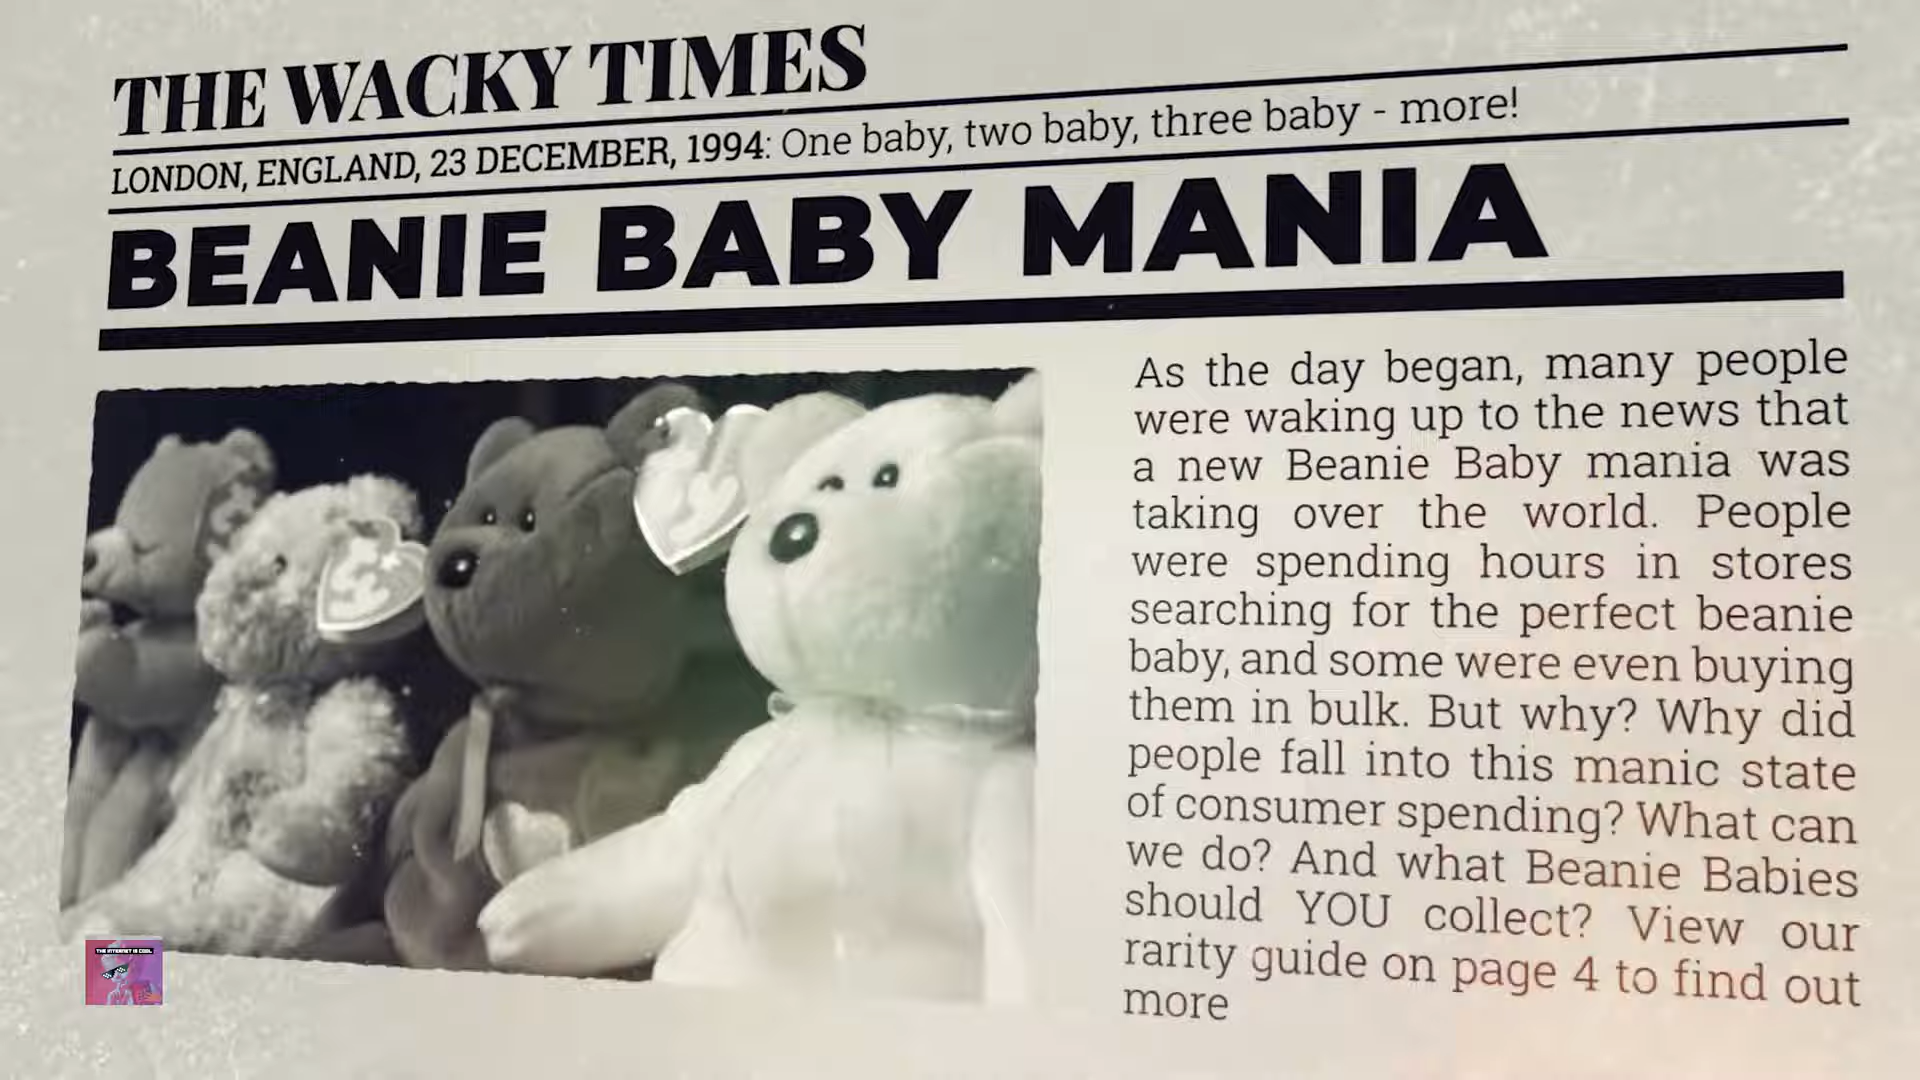 THE WACKY TIMES
LONDON, ENGLAND, 23 DECEMBER, 1994: One baby, two baby, three baby - more!
BEANIE BABY MANIA
As the day began, many people
were waking up to the news that
a new Beanie Baby mania was
taking over the world. People
were spending hours in stores
searching for the perfect beanie
baby, and some were even buying
them in bulk. But why? Why did
people fall into this manic state
of consumer spending? What can
we do? And what Beanie Babies
should YOU collect? View our
rarity guide on page 4 to find out
more
THE INTERNET IS COOL